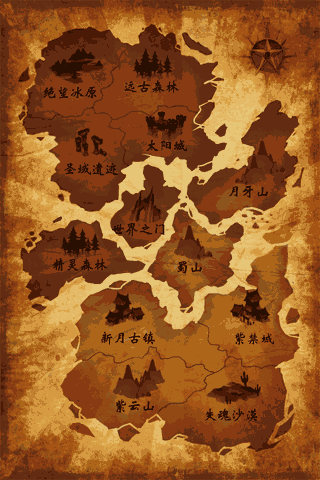 绝望冰原
远古森林
太阳城
圣城遗迹
月牙山
世界之门
精灵森林
蜀山
新月古镇
紫禁城
紫云山
失魂沙漠